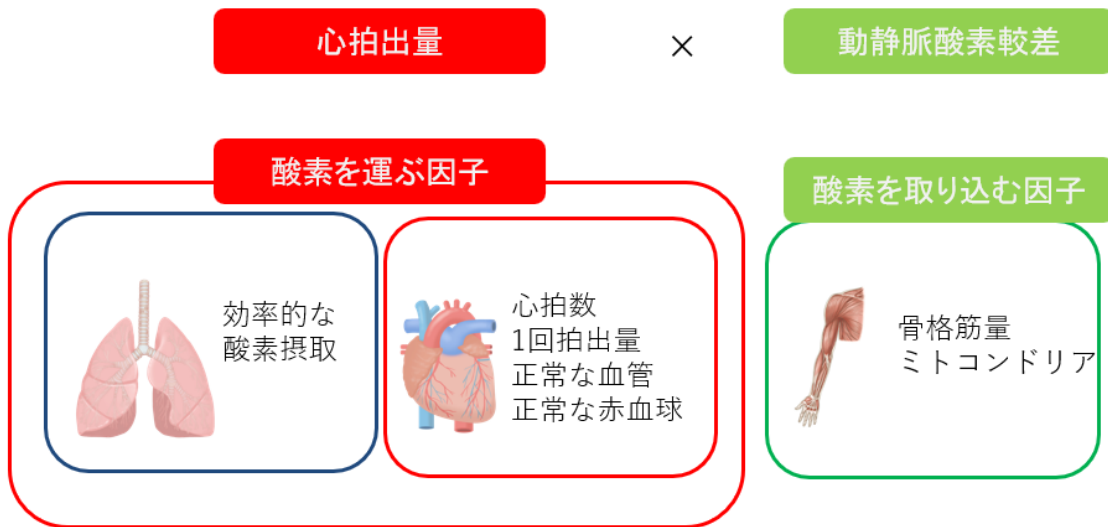 心拍出量
×
動静脈酸素較差
酸素を運ぶ因子
酸素を取り込む因子
効率的な
酸素摂取
心拍数
1回拍出量
正常な血管
正常な赤血球
骨格筋量
ミトコンドリア